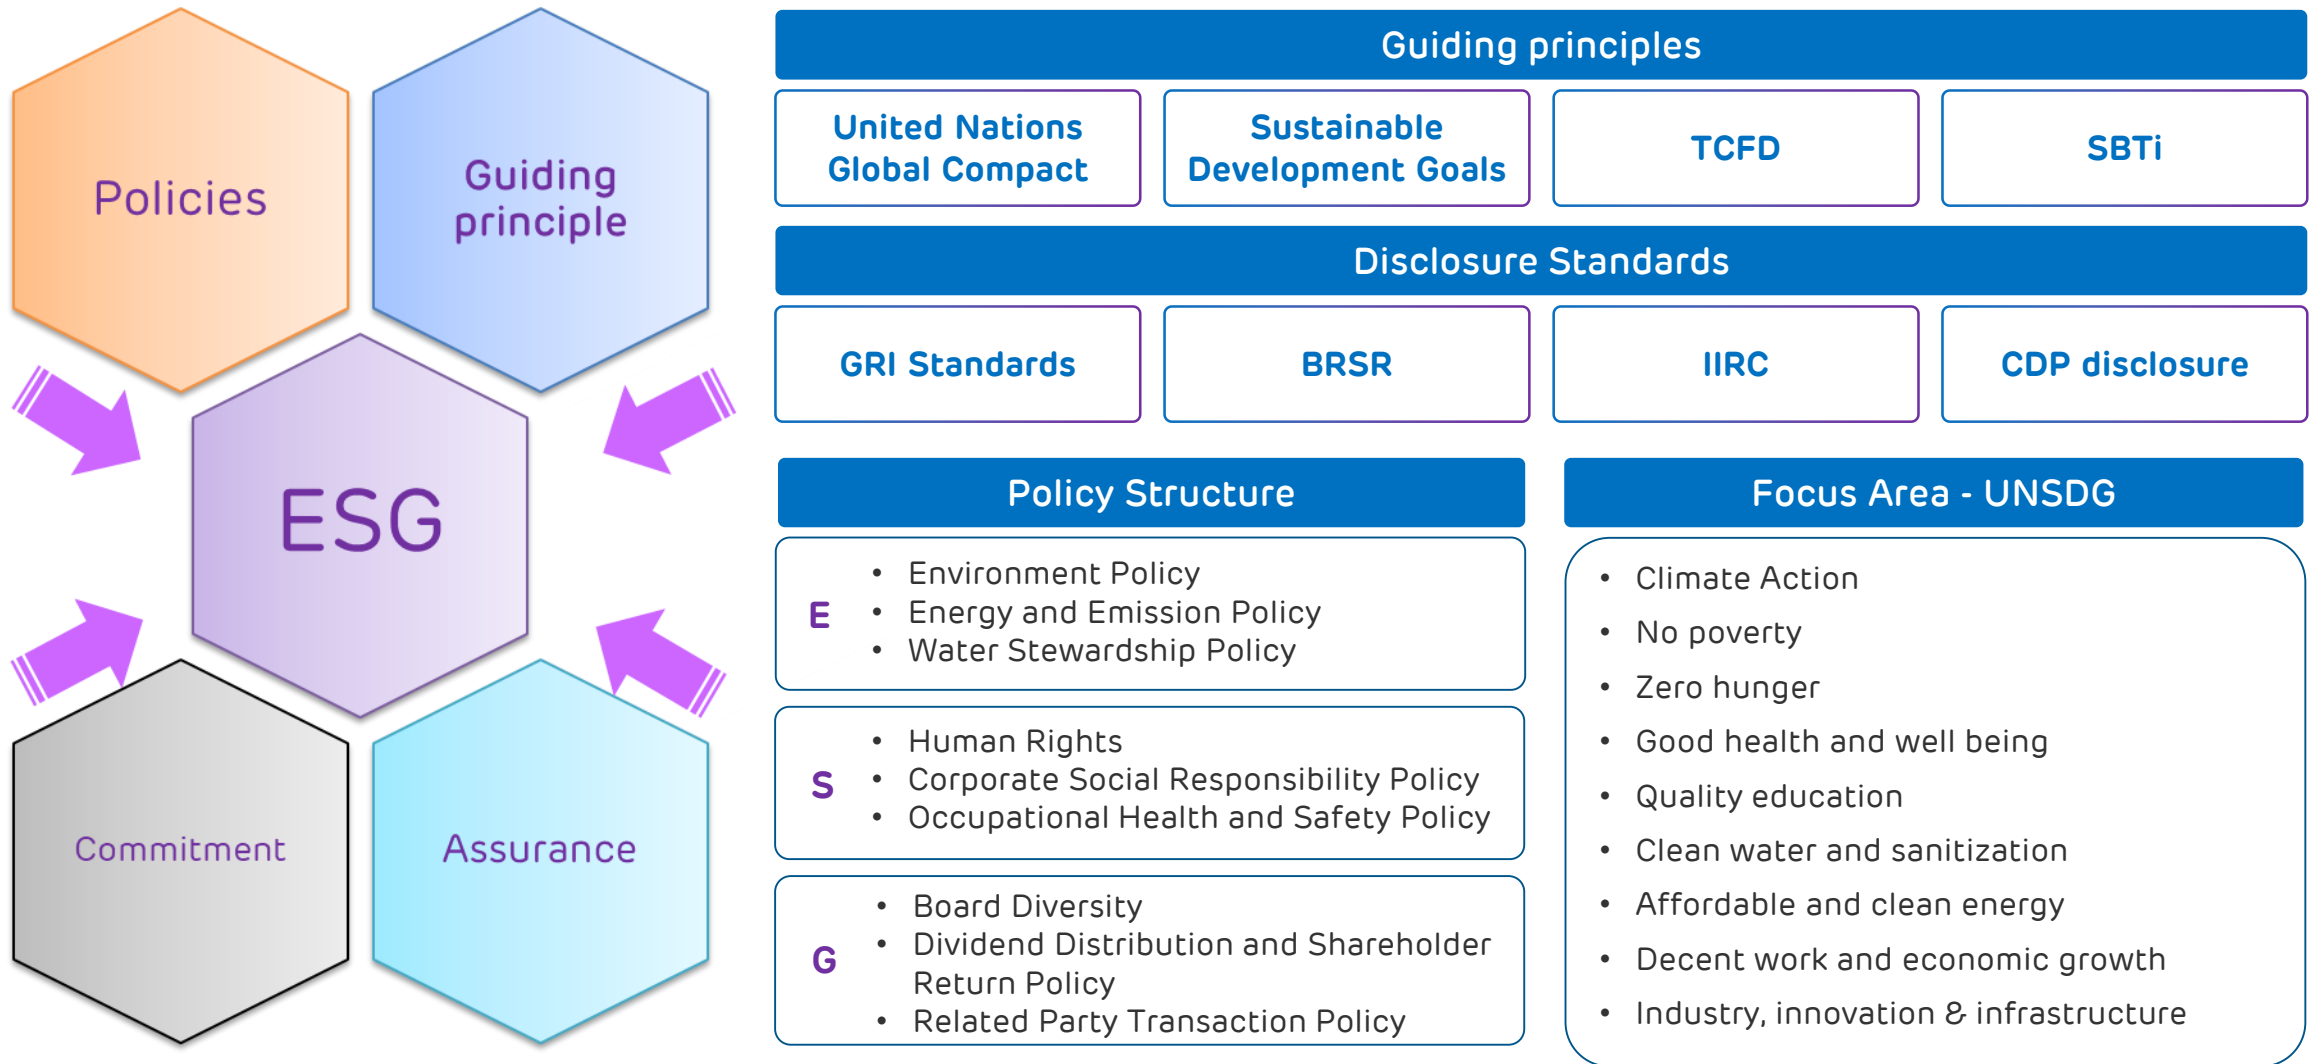 Policies
Guiding
principle
ESG
Commitment
Assurance
Guiding principles
United Nations
Global Compact
Sustainable
Development Goals
TCFD
SBTi
Disclosure Standards
GRI Standards
BRSR
IIRC
CDP disclosure
Policy Structure
E
• Environment Policy
• Energy and Emission Policy
• Water Stewardship Policy
S
• Human Rights
• Corporate Social Responsibility Policy
• Occupational Health and Safety Policy
G
• Board Diversity
• Dividend Distribution and Shareholder
Return Policy
• Related Party Transaction Policy
Focus Area - UNSDG
• Climate Action
• No poverty
• Zero hunger
• Good health and well being
• Quality education
• Clean water and sanitization
• Affordable and clean energy
• Decent work and economic growth
• Industry, innovation & infrastructure